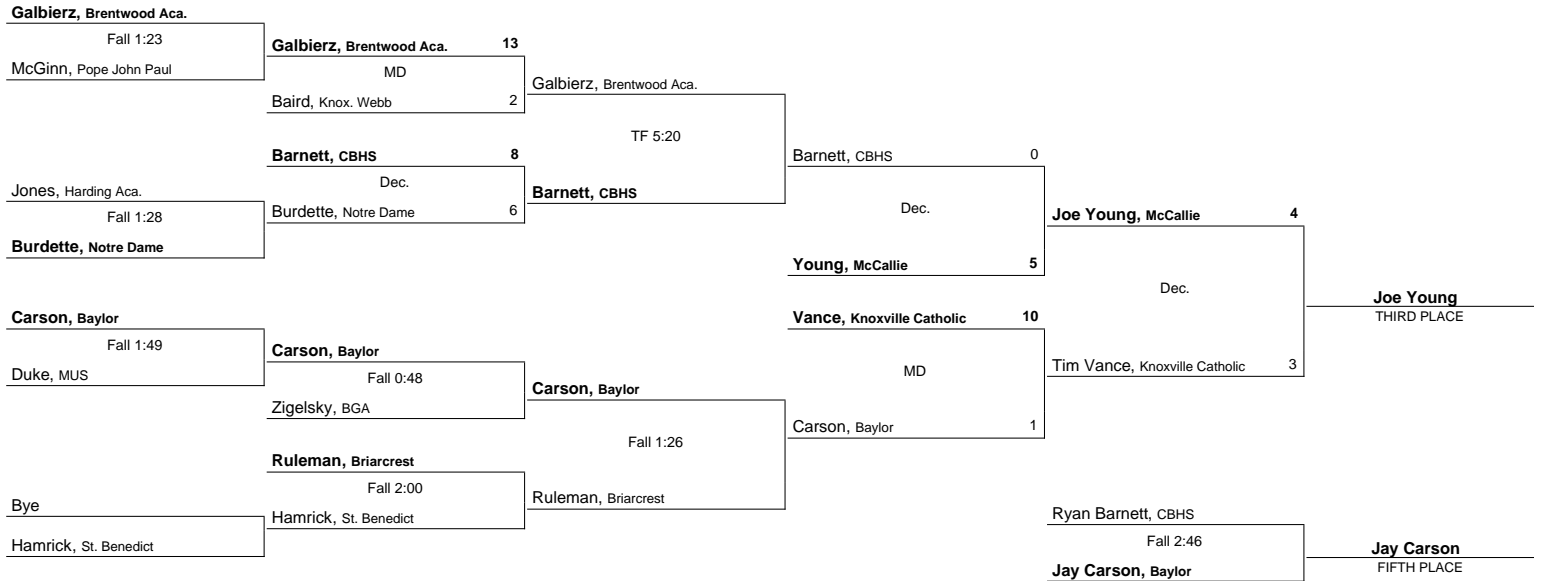 Galbierz, Brentwood Aca.
Fall 1:23
McGinn, Pope John Paul
Jones, Harding Aca.
Fall 1:28
Burdette, Notre Dame
Carson, Baylor
Fall 1:49
Duke, MUS
Bye
Hamrick, St. Benedict
Galbierz, Brentwood Aca. 13
MD
Baird, Knox. Webb 2
Barnett, CBHS 8
Dec.
Burdette, Notre Dame 6
Carson, Baylor
Fall 0:48
Zigelsky, BGA
Ruleman, Briarcrest
Fall 2:00
Hamrick, St. Benedict
Galbierz, Brentwood Aca.
TF 5:20
Barnett, CBHS
Carson, Baylor
Fall 1:26
Ruleman, Briarcrest
Barnett, CBHS 0
Dec.
Young, McCallie 5
Vance, Knoxville Catholic 10
MD
Carson, Baylor 1
Joe Young, McCallie 4
Dec.
Tim Vance, Knoxville Catholic 3
Joe Young
THIRD PLACE
Ryan Barnett, CBHS
Fall 2:46
Jay Carson, Baylor
Jay Carson
FIFTH PLACE